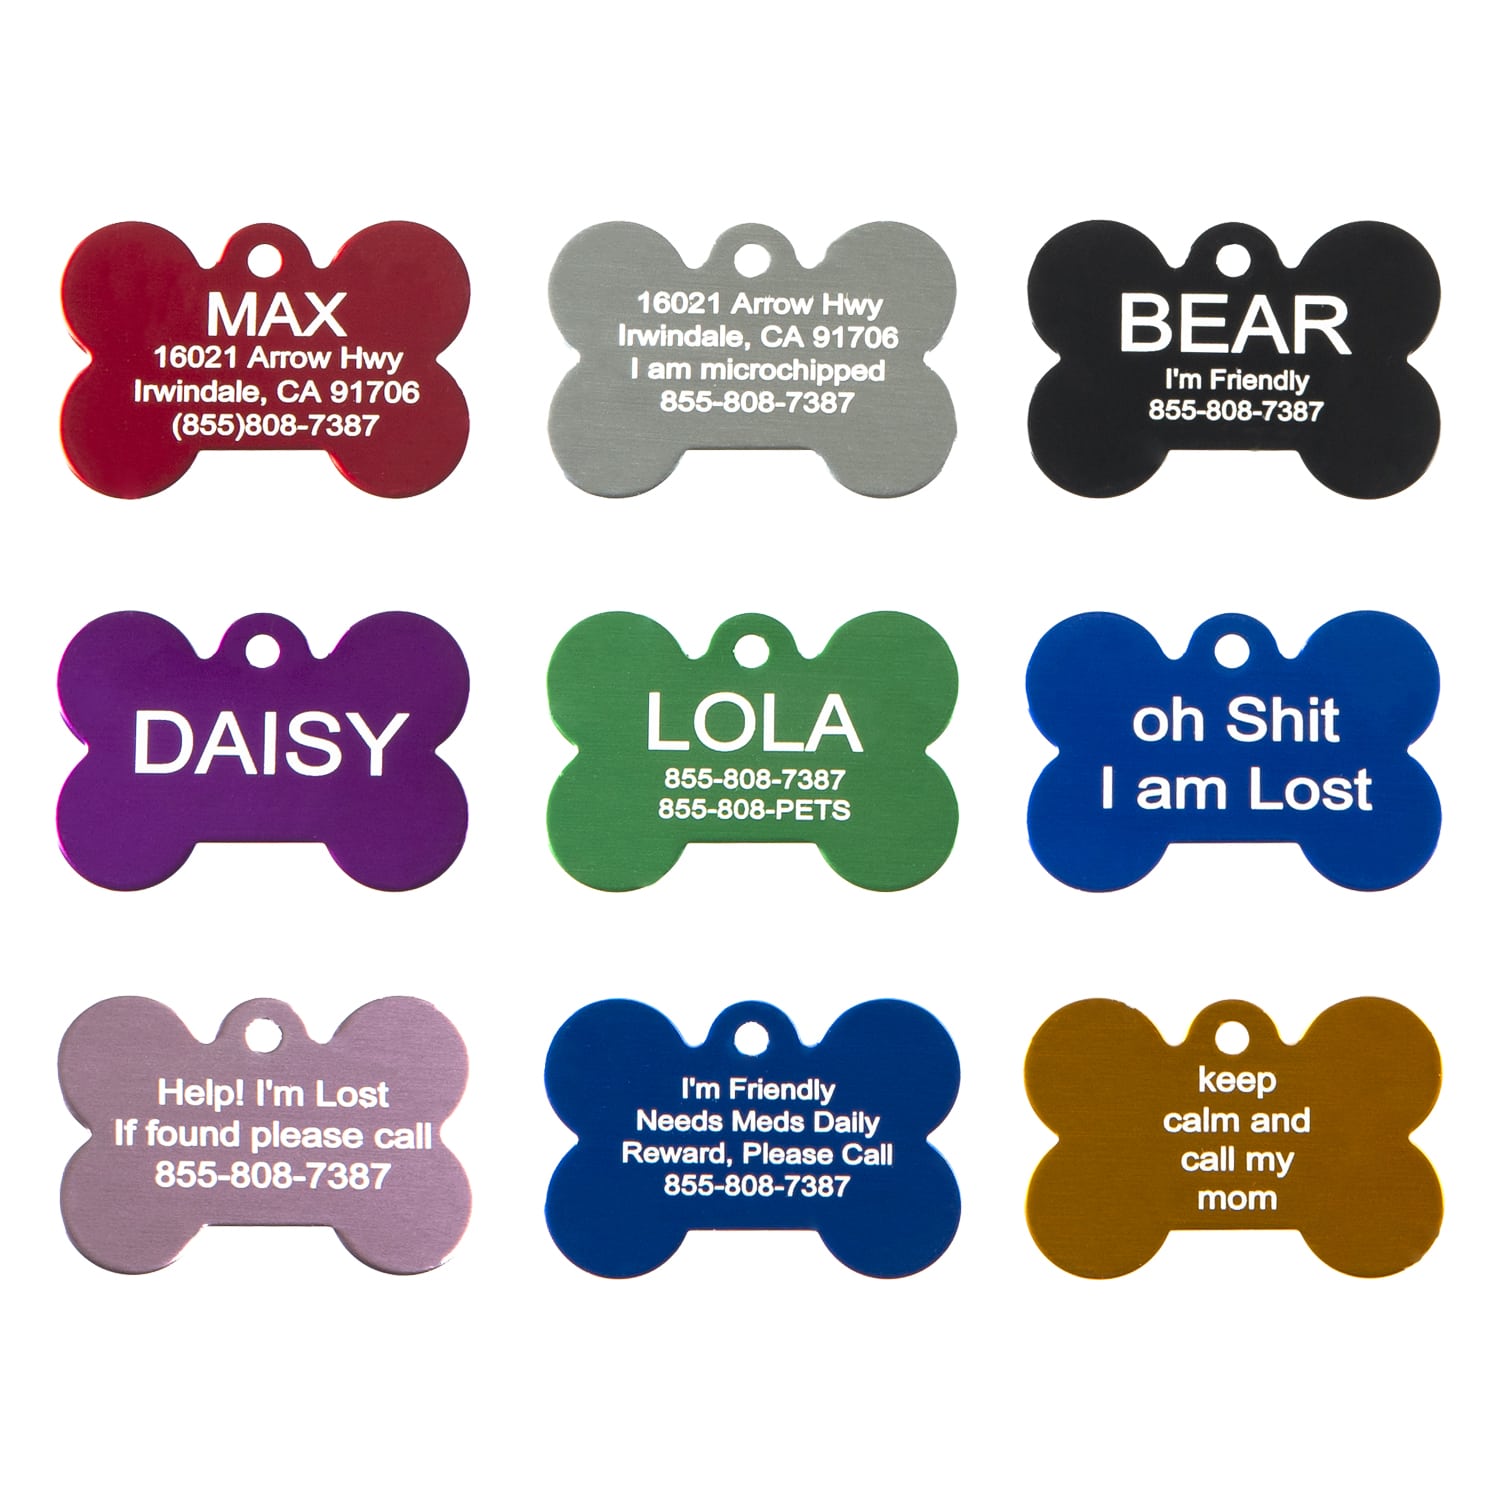 MAX
16021 Arrow Hwy
Irwindale, CA 91706
(855)808-7387
16021 Arrow Hwy
Irwindale, CA 91706
I am microchipped
855-808-7387
BEAR
I'm Friendly
855-808-7387
DAISY
LOLA
855-808-7387
855-808-PETS
oh Shit
I am Lost
Help! I'm Lost
If found please call
855-808-7387
I'm Friendly
Needs Meds Daily
Reward, Please Call
855-808-7387
keep
calm and
call my
mom